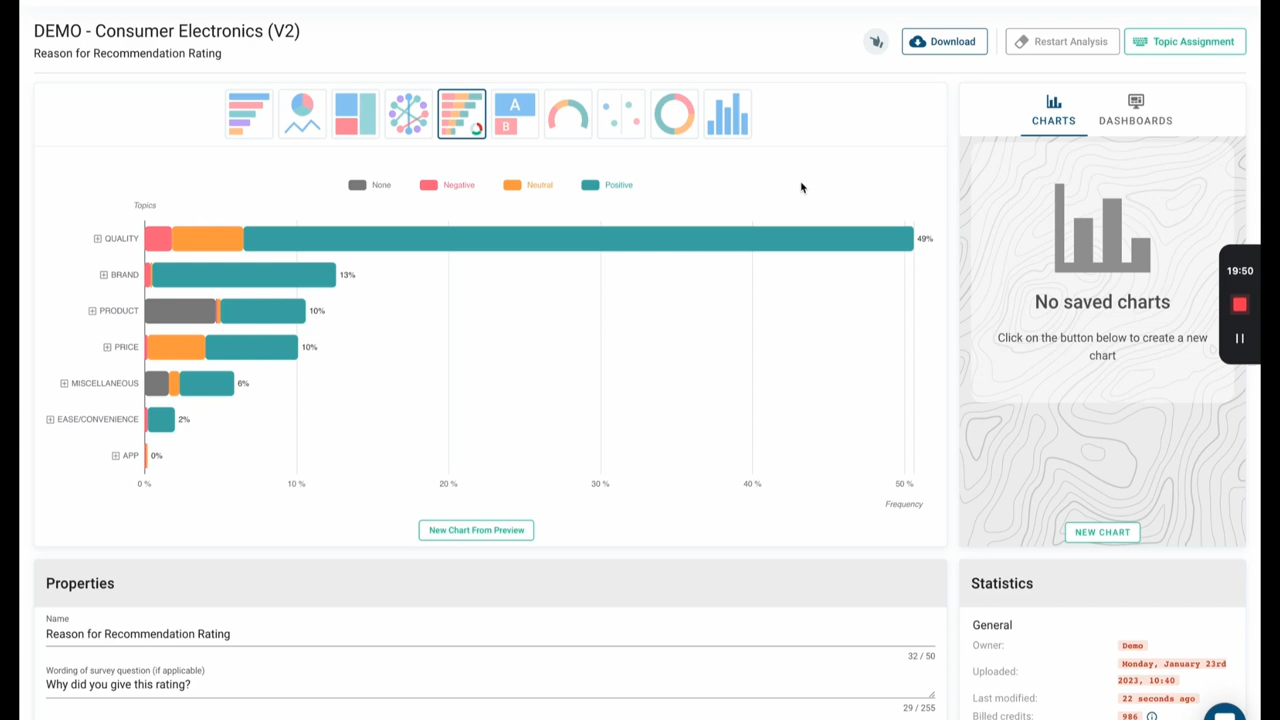 DEMO - Consumer Electronics (V2)
Reason for Recommendation Rating
Download
Restart Analysis
Topic Assignment
A
B
CHARTS
DASHBOARDS
None
Negative
Neutral
Positive
Topics
QUALITY
49%
BRAND
13%
PRODUCT
10%
PRICE
10%
MISCELLANEOUS
6%
EASE/CONVENIENCE
2%
APP
0%
0 %
10 %
20 %
30 %
40 %
50 %
Frequency
New Chart From Preview
No saved charts
Click on the button below to create a new
chart
NEW CHART
19:50
Properties
Name
Reason for Recommendation Rating
32 / 50
Wording of survey question (if applicable)
Why did you give this rating?
29 / 255
Statistics
General
Owner:
Demo
Uploaded:
Monday, January 23rd
2023, 10:40
Last modified:
22 seconds ago
Billed credits:
986